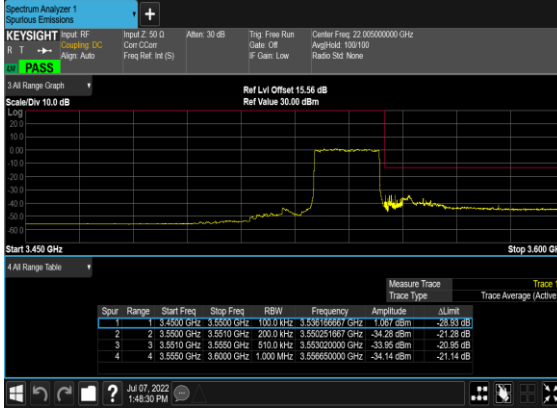 Spectrum Analyzer 1
Spurious Emissions
+
KEYSIGHT Input: RF Input Z: 50 Ω Atten: 30 dB Trig: Free Run Center Freq: 22.005000000 GHz
R T Coupling: DC Corr CCorr Gate: Off Avg|Hold: 100/100
Align: Auto Freq Ref: Int (S) IF Gain: Low Radio Std: None
LXI PASS
3 All Range Graph
Ref Lvl Offset 15.56 dB
Scale/Div 10.0 dB Ref Value 30.00 dBm
Log
20.0
10.0
0.00
-10.0
-20.0
-30.0
-40.0
-50.0
-60.0
Start 3.450 GHz Stop 3.600 GH
4 All Range Table
Measure Trace Trace 1
Trace Type Trace Average (Active
Spur Range Start Freq Stop Freq RBW Frequency Amplitude ΔLimit
1 1 3.4500 GHz 3.5500 GHz 100.0 kHz 3.536166667 GHz 1.067 dBm -28.93 dB
2 2 3.5500 GHz 3.5510 GHz 200.0 kHz 3.550251667 GHz -34.28 dBm -21.28 dB
3 3 3.5510 GHz 3.5550 GHz 510.0 kHz 3.553020000 GHz -33.95 dBm -20.95 dB
4 4 3.5550 GHz 3.6000 GHz 1.000 MHz 3.556650000 GHz -34.14 dBm -21.14 dB
? Jul 07, 2022
1:48:30 PM